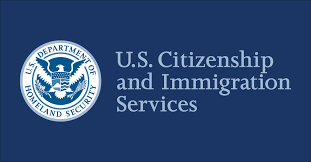 U.S. DEPARTMENT OF
HOMELAND SECURITY
U.S. Citizenship
and Immigration
Services